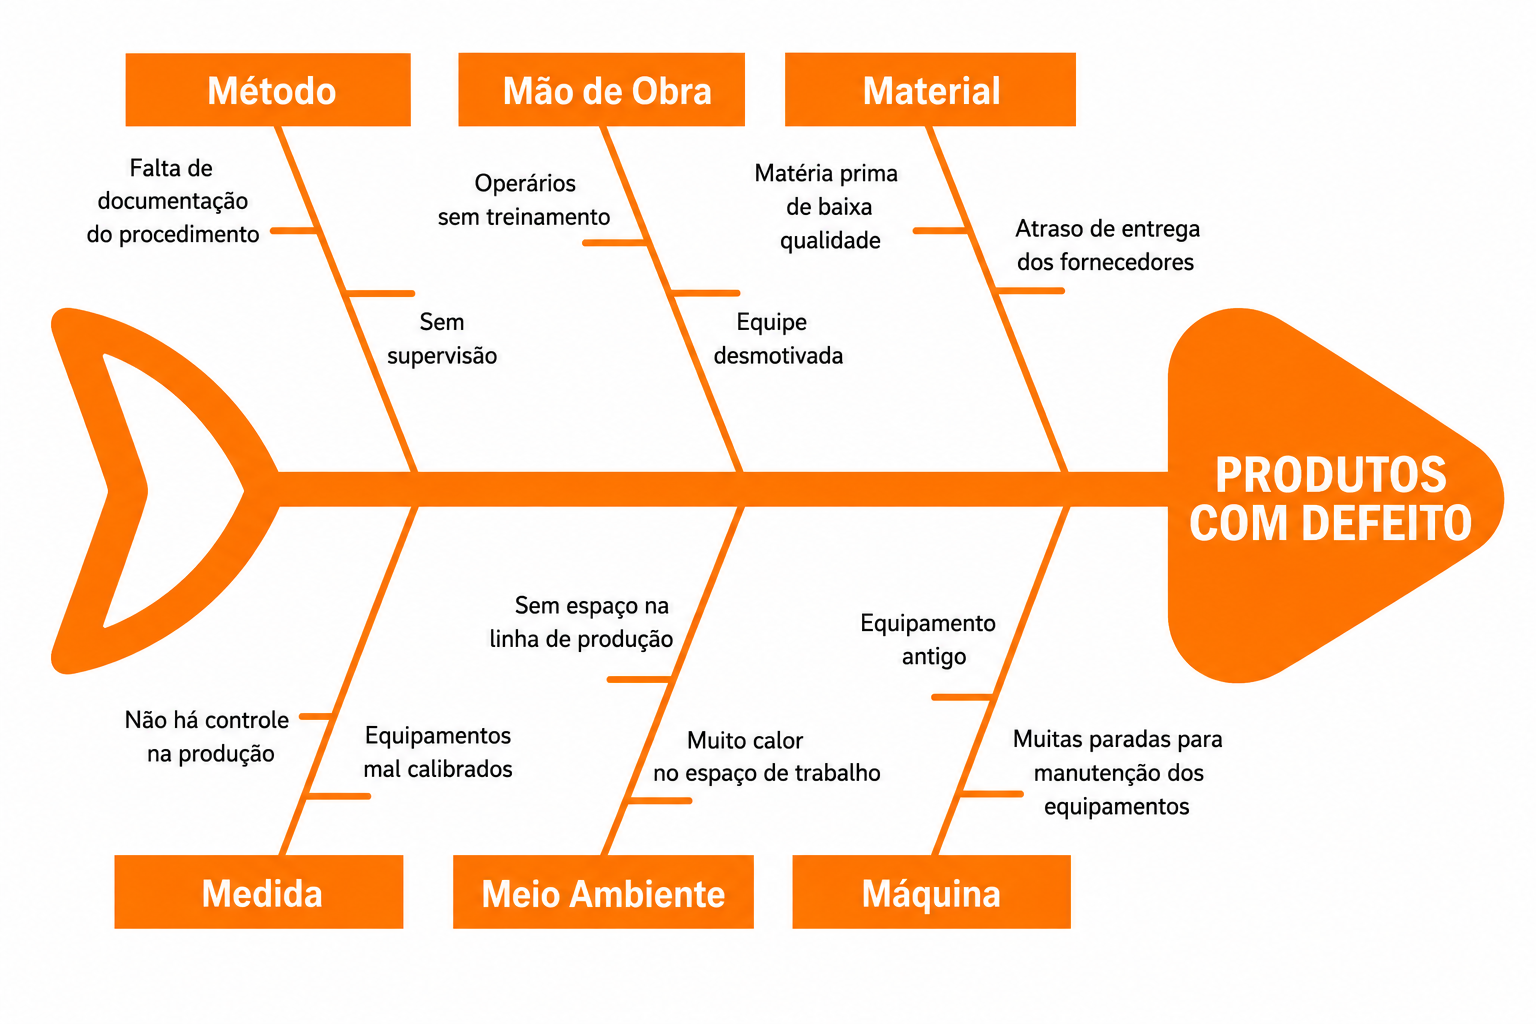 Método
Mão de Obra
Material
Falta de
documentação
do procedimento
Sem
supervisão
Operários
sem treinamento
Equipe
desmotivada
Matéria prima
de baixa
qualidade
Atraso de entrega
dos fornecedores
PRODUTOS
COM DEFEITO
Não há controle
na produção
Equipamentos
mal calibrados
Sem espaço na
linha de produção
Muito calor
no espaço de trabalho
Equipamento
antigo
Muitas paradas para
manutenção dos
equipamentos
Medida
Meio Ambiente
Máquina